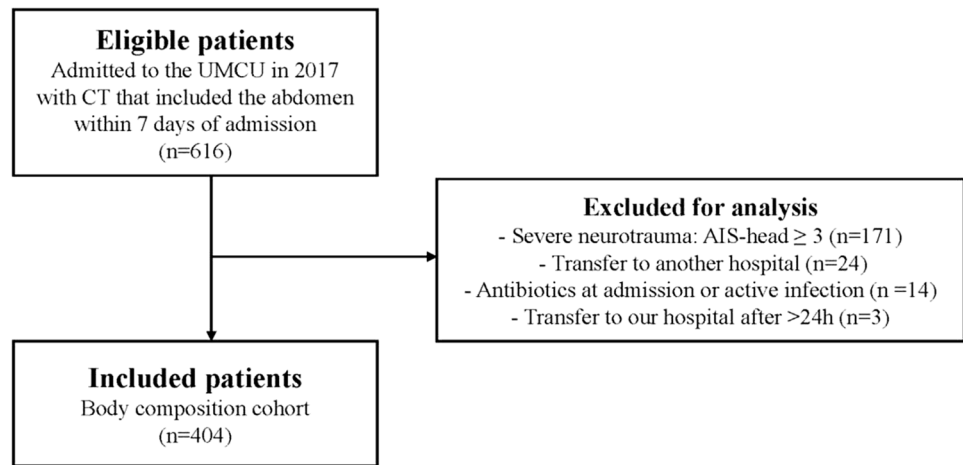 Eligible patients
Admitted to the UMCU in 2017
with CT that included the abdomen
within 7 days of admission
(n=616)
Excluded for analysis
- Severe neurotrauma: AIS-head ≥ 3 (n=171)
- Transfer to another hospital (n=24)
- Antibiotics at admission or active infection (n =14)
- Transfer to our hospital after >24h (n=3)
Included patients
Body composition cohort
(n=404)